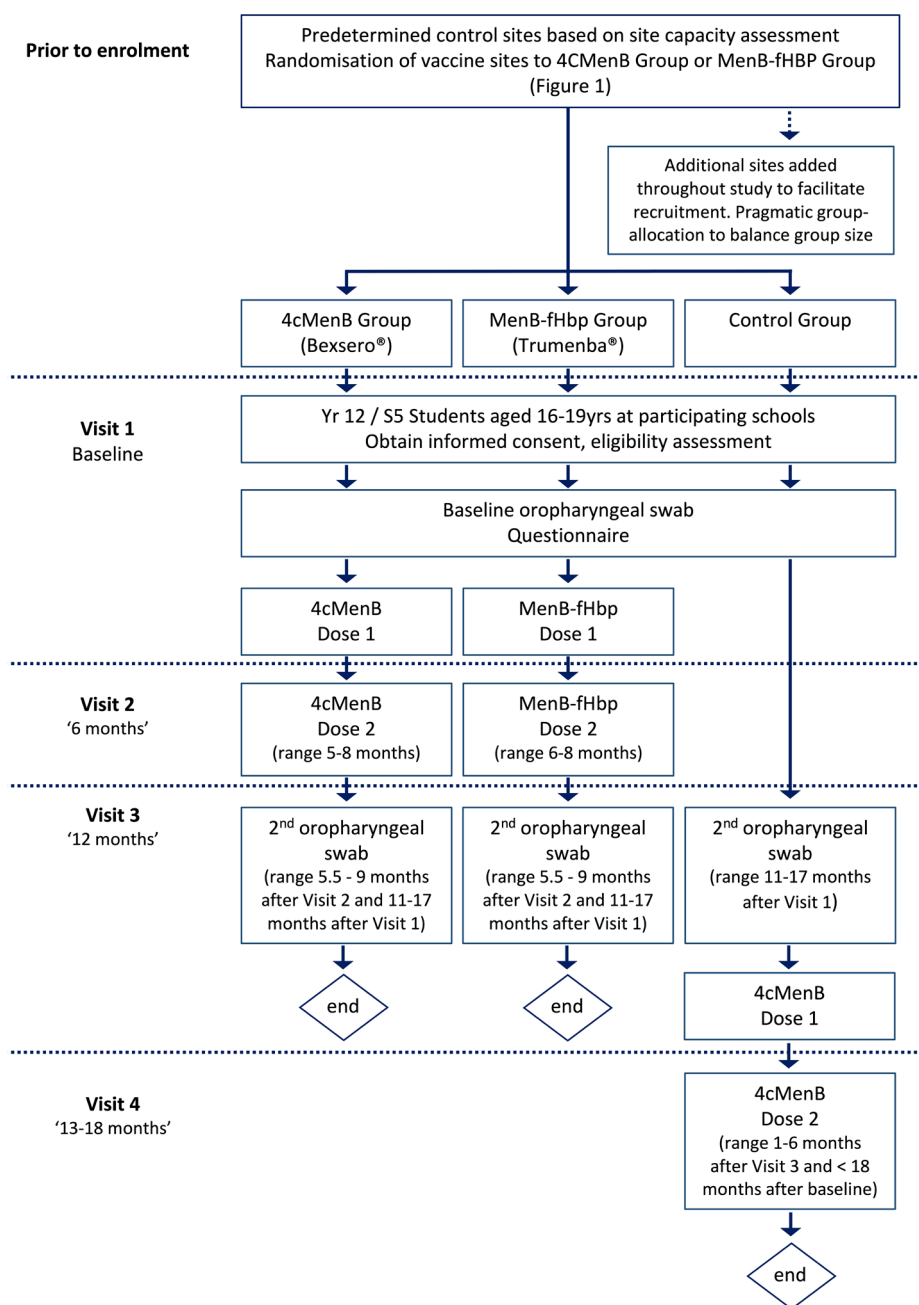 Prior to enrolment
Predetermined control sites based on site capacity assessment
Randomisation of vaccine sites to 4CMenB Group or MenB-fHBP Group
(Figure 1)
Additional sites added
throughout study to facilitate
recruitment. Pragmatic group-
allocation to balance group size
4cMenB Group
(Bexsero®)
MenB-fHbp Group
(Trumenba®)
Control Group
Visit 1
Baseline
Yr 12 / S5 Students aged 16-19yrs at participating schools
Obtain informed consent, eligibility assessment
Baseline oropharyngeal swab
Questionnaire
4cMenB
Dose 1
MenB-fHbp
Dose 1
Visit 2
‘6 months’
4cMenB
Dose 2
(range 5-8 months)
MenB-fHbp
Dose 2
(range 6-8 months)
Visit 3
‘12 months’
2nd oropharyngeal
swab
(range 5.5 - 9 months
after Visit 2 and 11-17
months after Visit 1)
2nd oropharyngeal
swab
(range 5.5 - 9 months
after Visit 2 and 11-17
months after Visit 1)
2nd oropharyngeal
swab
(range 11-17 months
after Visit 1)
end
end
4cMenB
Dose 1
Visit 4
‘13-18 months’
4cMenB
Dose 2
(range 1-6 months
after Visit 3 and < 18
months after baseline)
end